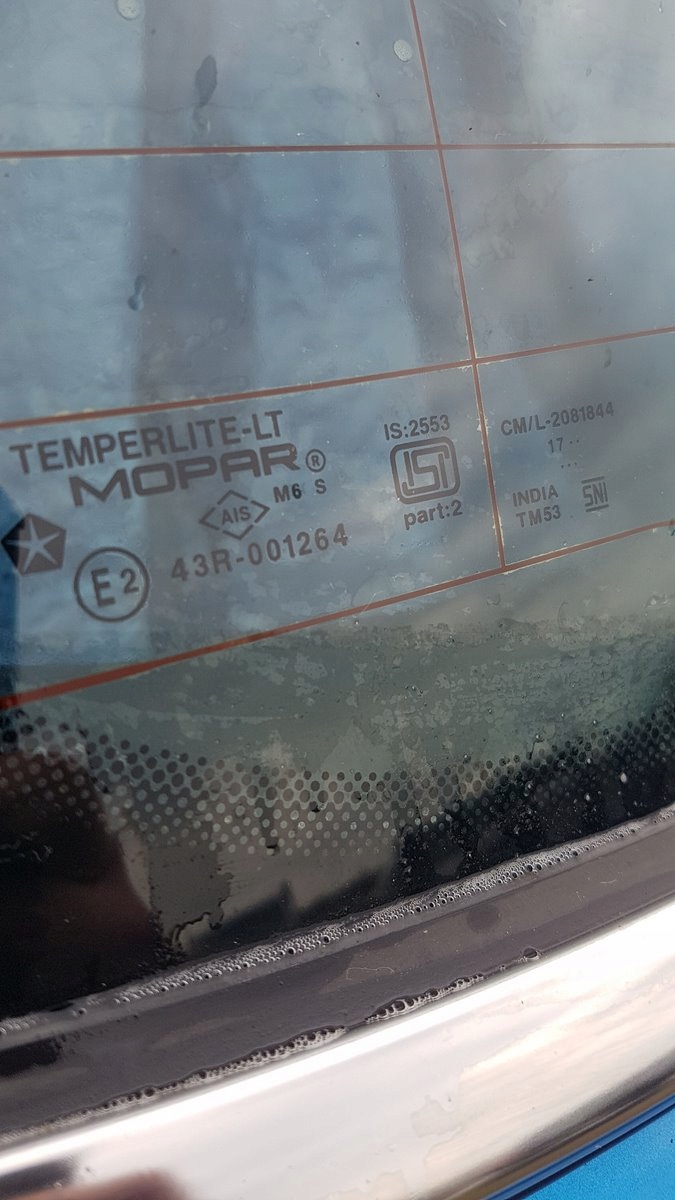 TEMPERLITE-LT
MOPAR®
M6 S
AIS
E2 43R-001264
IS:2553
ISI
part:2
CM/L-2081844
17 ··
...
INDIA
TM53
SNI